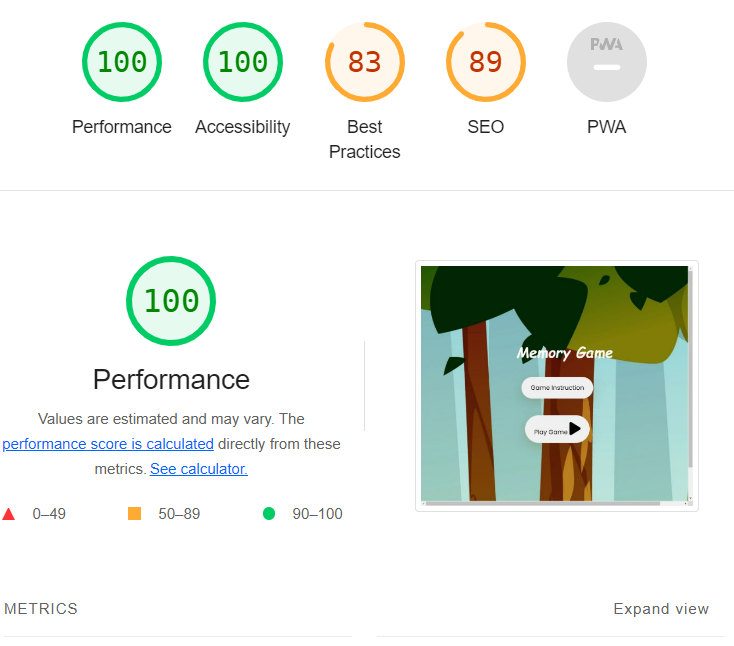 100 100 83 89 PWA
Performance Accessibility Best Practices SEO PWA
100
Performance
Values are estimated and may vary. The
performance score is calculated directly from these
metrics. See calculator.
0–49 50–89 90–100
Memory Game
Game Instruction
Play Game
METRICS
Expand view